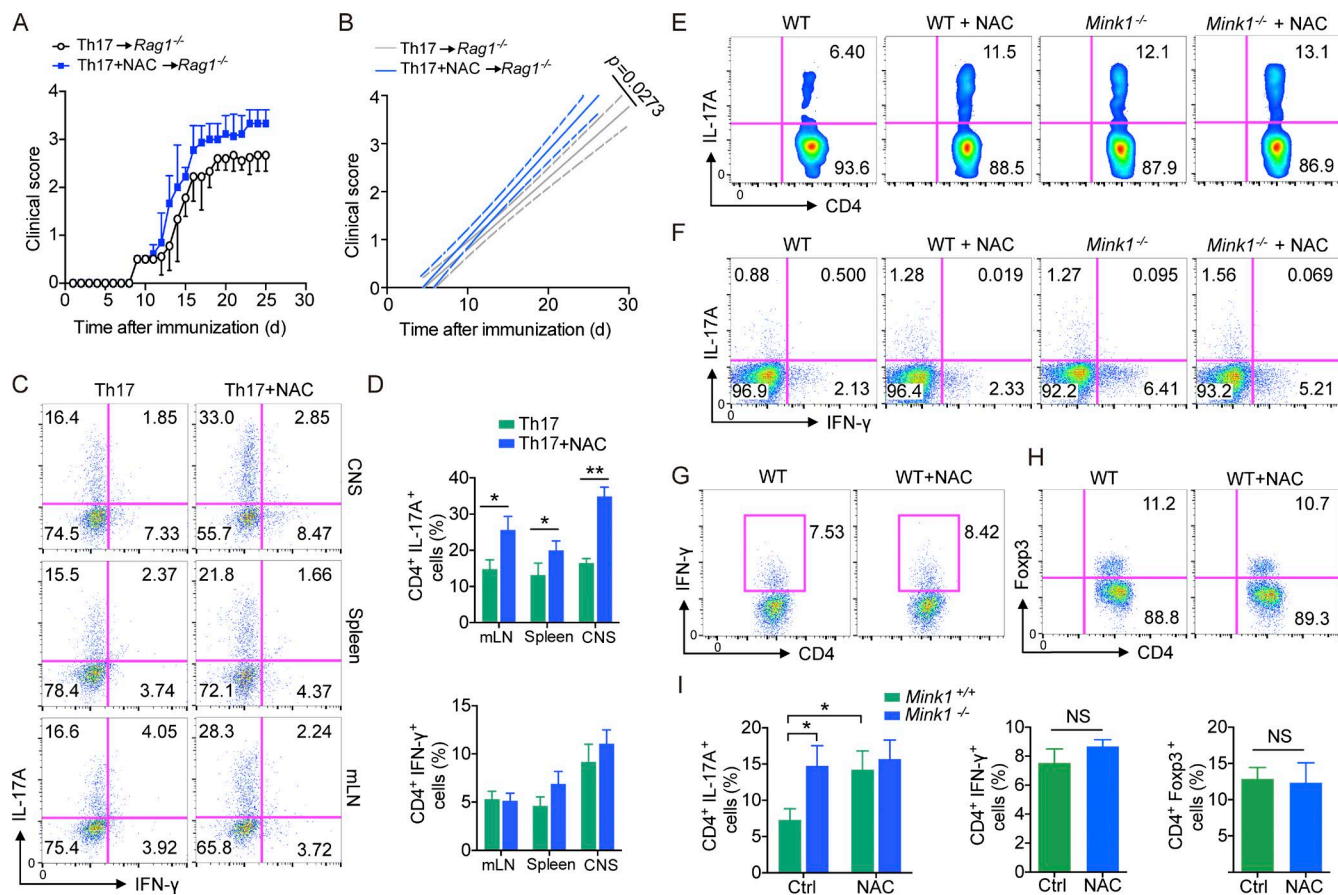 A
Th17→Rag1-/-
Th17+NAC→Rag1-/-
Clinical score
4
3
2
1
0
0 5 10 15 20 25 30
Time after immunization (d)
B
Th17→Rag1-/-
Th17+NAC→Rag1-/-
p=0.0273
Clinical score
4
3
2
1
0
0 10 20 30
Time after immunization (d)
C
Th17 Th17+NAC
16.4 1.85 33.0 2.85
CNS
74.5 7.33 55.7 8.47
15.5 2.37 21.8 1.66
Spleen
78.4 3.74 72.1 4.37
16.6 4.05 28.3 2.24
mLN
75.4 3.92 65.8 3.72
IL-17A
0
IFN-γ
D
Th17
Th17+NAC
CD4+ IL-17A+
cells (%)
40
30
20
10
0
* * **
mLN Spleen CNS
CD4+ IFN-γ+
cells (%)
15
10
5
0
mLN Spleen CNS
E
WT WT + NAC Mink1-/- Mink1-/- + NAC
6.40 11.5 12.1 13.1
93.6 88.5 87.9 86.9
IL-17A
0
0 0 0 0
CD4
F
WT WT + NAC Mink1-/- Mink1-/- + NAC
0.88 0.500 1.28 0.019 1.27 0.095 1.56 0.069
96.9 2.13 96.4 2.33 92.2 6.41 93.2 5.21
IL-17A
0
IFN-γ
G
WT WT+NAC
7.53 8.42
IFN-γ
0
0 0
CD4
H
WT WT+NAC
11.2 10.7
88.8 89.3
Foxp3
0
0 0
CD4
I
Mink1+/+
Mink1-/-
CD4+ IL-17A+
cells (%)
20
15
10
5
* *
Ctrl NAC
CD4+ IFN-γ+
cells (%)
10
8
6
4
2
NS
Ctrl NAC
CD4+ Foxp3+
cells (%)
20
15
10
5
NS
Ctrl NAC